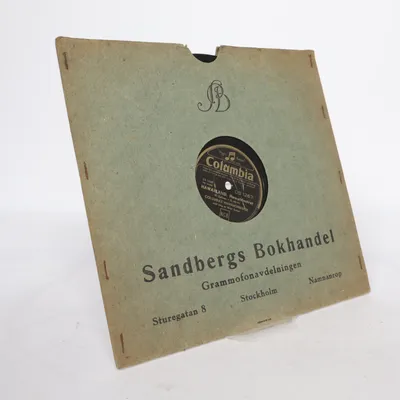 SB
Columbia
Sandbergs Bokhandel
Grammofonavdelningen
Sturegatan 8 Stockholm Namnanrop